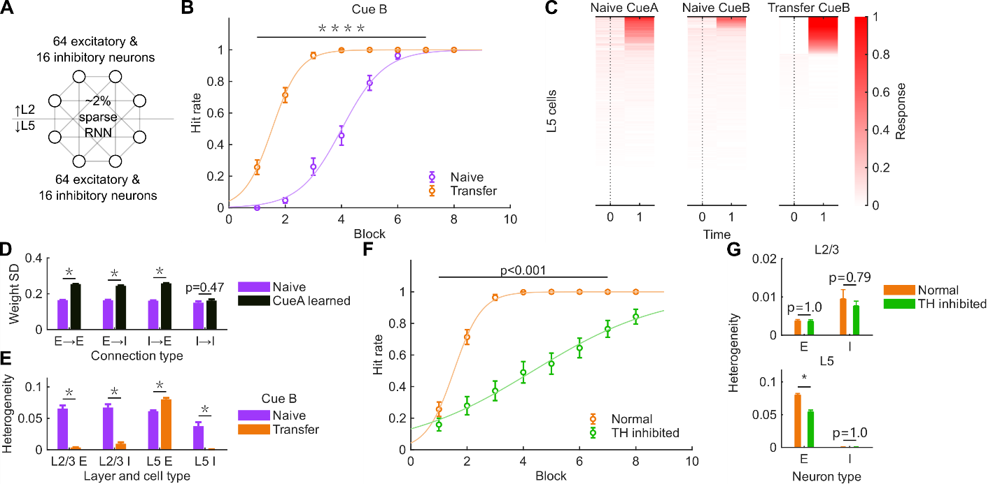 A
64 excitatory &
16 inhibitory neurons
~2%
sparse
RNN
↑L2
↓L5
64 excitatory &
16 inhibitory neurons
B
Cue B
****
Hit rate
1
0.8
0.6
0.4
0.2
0
0 2 4 6 8 10
Block
Naive
Transfer
C
Naive CueA Naive CueB Transfer CueB
L5 cells
0 1 0 1 0 1
Time
1
0.8
0.6
0.4
0.2
0
Response
D
Weight SD
0.4
0.2
0
* * * p=0.47
E→E E→I I→E I→I
Connection type
Naive
CueA learned
E
Heterogeneity
0.1
0.05
0
* * * *
L2/3 E L2/3 I L5 E L5 I
Layer and cell type
Cue B
Naive
Transfer
F
p<0.001
Hit rate
1
0.8
0.6
0.4
0.2
0
0 2 4 6 8 10
Block
Normal
TH inhibited
G
L2/3
Heterogeneity
0.02
0.01
0
p=1.0 p=0.79
E I
Normal
TH inhibited
L5
0.1
0.05
0
* p=1.0
E I
Neuron type